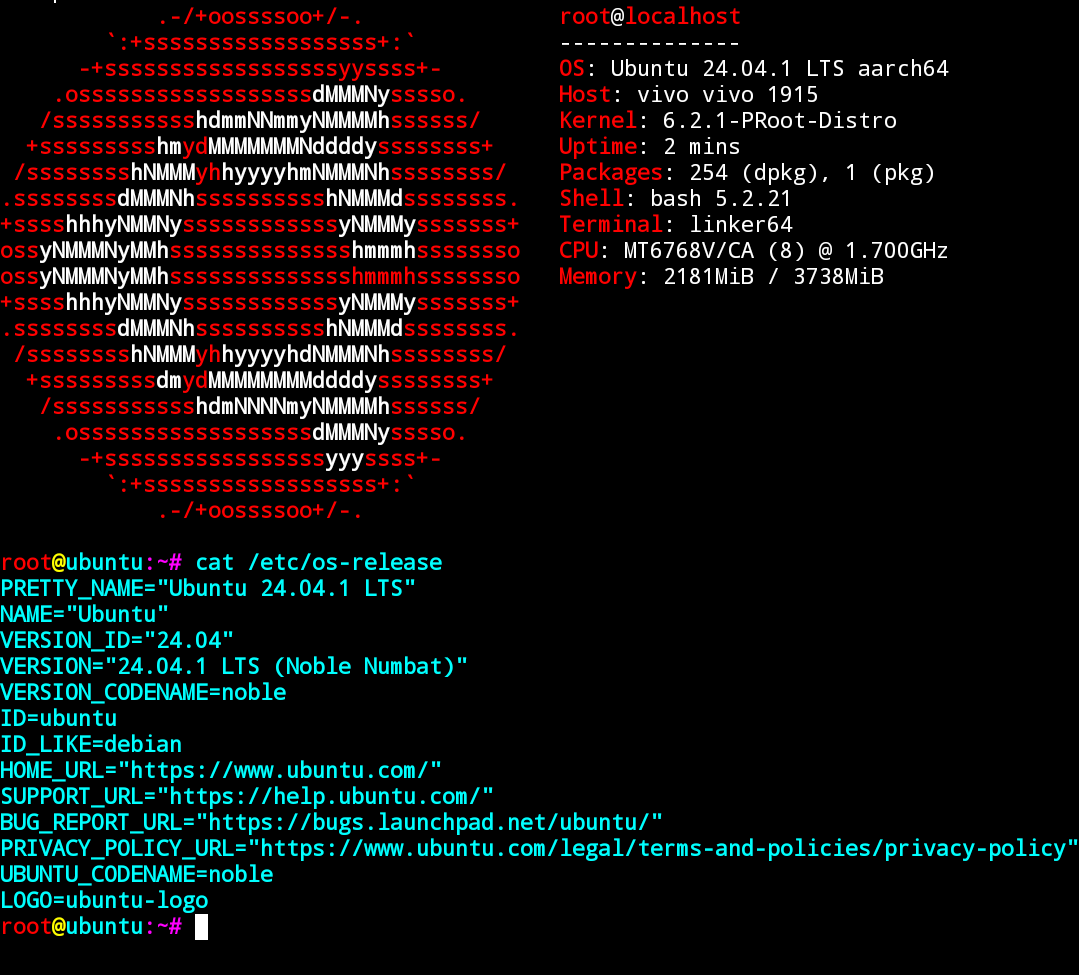 .-/+oossssoo+/-. root@localhost
`:+ssssssssssssssssss+:` --------------
-+ssssssssssssssssssyyssss+- OS: Ubuntu 24.04.1 LTS aarch64
.ossssssssssssssssssdMMMNysssso. Host: vivo vivo 1915
/ssssssssssshdmmNNmmyNMMMMhssssss/ Kernel: 6.2.1-PRoot-Distro
+ssssssssshmydMMMMMMMNddddyssssssss+ Uptime: 2 mins
/sssssssshNMMMyhhyyyyhmNMMMNhssssssss/ Packages: 254 (dpkg), 1 (pkg)
.ssssssssdMMMNhsssssssssshNMMMdssssssss. Shell: bash 5.2.21
+sssshhhyNMMNyssssssssssssyNMMMysssssss+ Terminal: linker64
ossyNMMMNyMMhsssssssssssssshmmmhssssssso CPU: MT6768V/CA (8) @ 1.700GHz
ossyNMMMNyMMhsssssssssssssshmmmhssssssso Memory: 2181MiB / 3738MiB
+sssshhhyNMMNyssssssssssssyNMMMysssssss+
.ssssssssdMMMNhsssssssssshNMMMdssssssss.
/sssssssshNMMMyhhyyyyhdNMMMNhssssssss/
+sssssssssdmydMMMMMMMMddddyssssssss+
/ssssssssssshdmNNNNmyNMMMMhssssss/
.ossssssssssssssssssdMMMNysssso.
-+sssssssssssssssssyyyssss+-
`:+ssssssssssssssssss+:`
.-/+oossssoo+/-.
root@ubuntu:~# cat /etc/os-release
PRETTY_NAME="Ubuntu 24.04.1 LTS"
NAME="Ubuntu"
VERSION_ID="24.04"
VERSION="24.04.1 LTS (Noble Numbat)"
VERSION_CODENAME=noble
ID=ubuntu
ID_LIKE=debian
HOME_URL="https://www.ubuntu.com/"
SUPPORT_URL="https://help.ubuntu.com/"
BUG_REPORT_URL="https://bugs.launchpad.net/ubuntu/"
PRIVACY_POLICY_URL="https://www.ubuntu.com/legal/terms-and-policies/privacy-policy"
UBUNTU_CODENAME=noble
LOGO=ubuntu-logo
root@ubuntu:~#